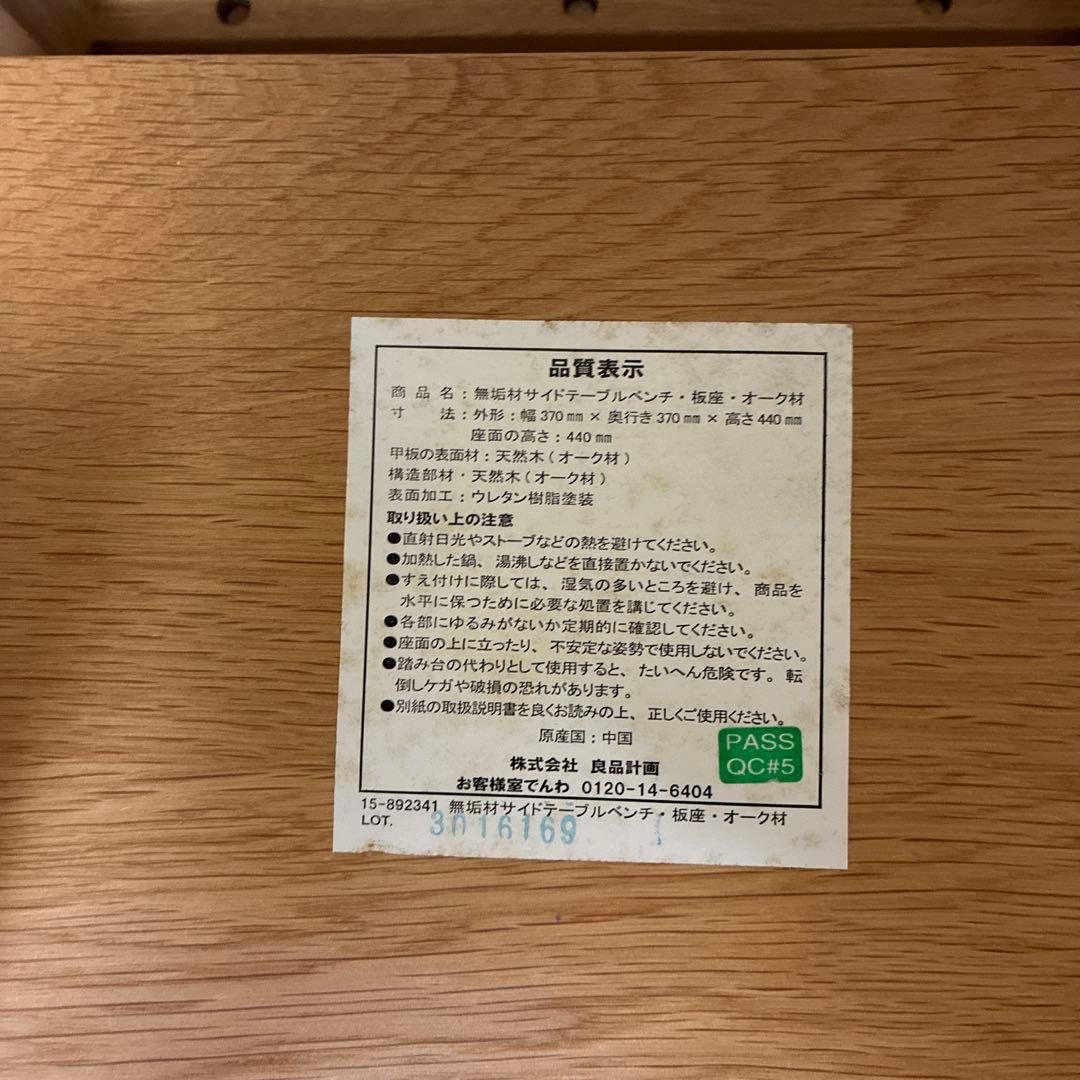 品質表示
商品名：無垢材サイドテーブルベンチ・板座・オーク材
寸法：外形：幅370㎜×奥行き370㎜×高さ440㎜
座面の高さ：440㎜
甲板の表面材：天然木(オーク材)
構造部材・天然木(オーク材)
表面加工：ウレタン樹脂塗装
取り扱い上の注意
●直射日光やストーブなどの熱を避けてください。
●加熱した鍋、湯沸しなどを直接置かないでください。
●すえ付けに際しては、湿気の多いところを避け、商品を
水平に保つために必要な処置を講じてください。
●各部にゆるみがないか定期的に確認してください。
●座面の上に立ったり、不安定な姿勢で使用しないでください。
●踏み台の代わりとして使用すると、たいへん危険です。転
倒しケガや破損の恐れがあります。
●別紙の取扱説明書を良くお読みの上、正しくご使用ください。
原産国：中国
PASS
QC#5
株式会社 良品計画
お客様室でんわ 0120-14-6404
15-892341 無垢材サイドテーブルベンチ・板座・オーク材
LOT. 3016169